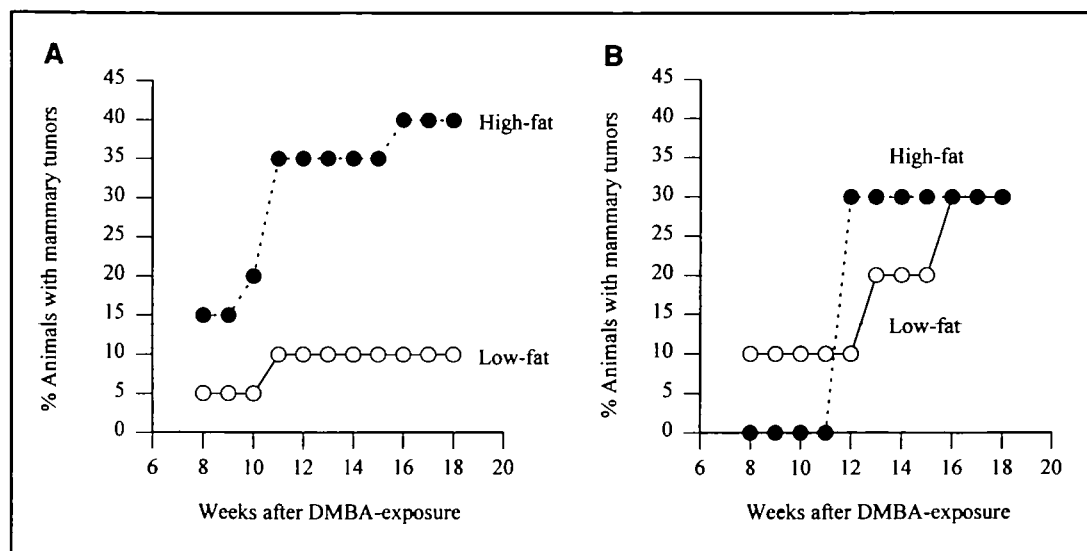 A
% Animals with mammary tumors
45
40
35
30
25
20
15
10
5
0
High-fat
Low-fat
6 8 10 12 14 16 18 20
Weeks after DMBA-exposure
B
% Animals with mammary tumors
45
40
35
30
25
20
15
10
5
0
High-fat
Low-fat
6 8 10 12 14 16 18 20
Weeks after DMBA-exposure